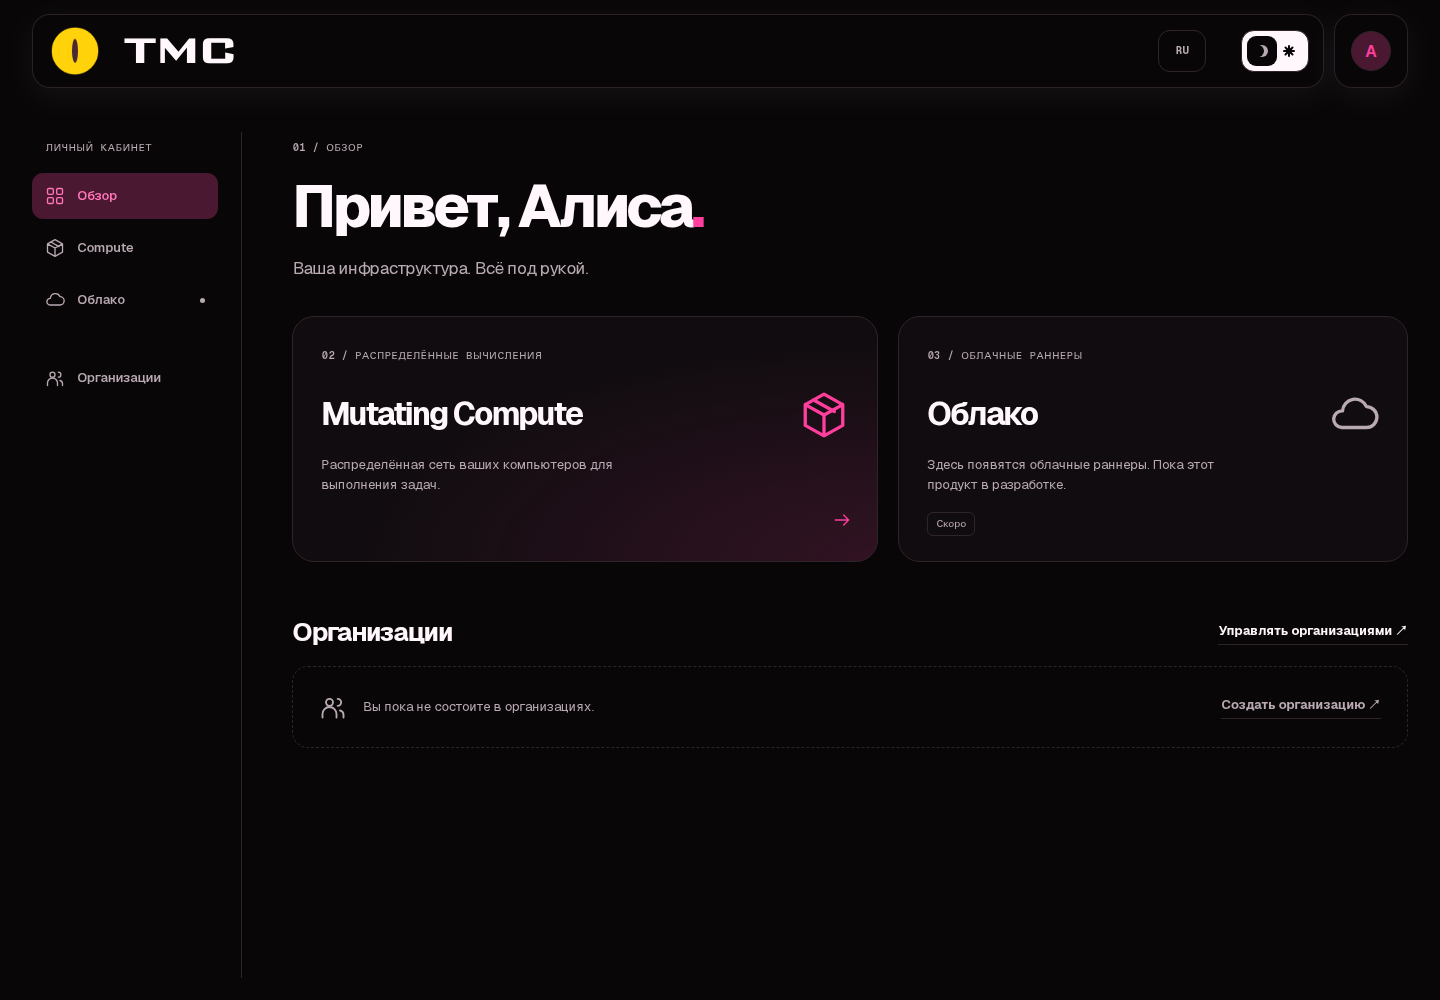 TMC
RU
A
ЛИЧНЫЙ КАБИНЕТ
Обзор
Compute
Облако
Организации
01 / ОБЗОР
Привет, Алиса.
Ваша инфраструктура. Всё под рукой.
02 / РАСПРЕДЕЛЁННЫЕ ВЫЧИСЛЕНИЯ
Mutating Compute
Распределённая сеть ваших компьютеров для
выполнения задач.
03 / ОБЛАЧНЫЕ РАННЕРЫ
Облако
Здесь появятся облачные раннеры. Пока этот
продукт в разработке.
Скоро
Организации
Управлять организациями ↗
Вы пока не состоите в организациях.
Создать организацию ↗